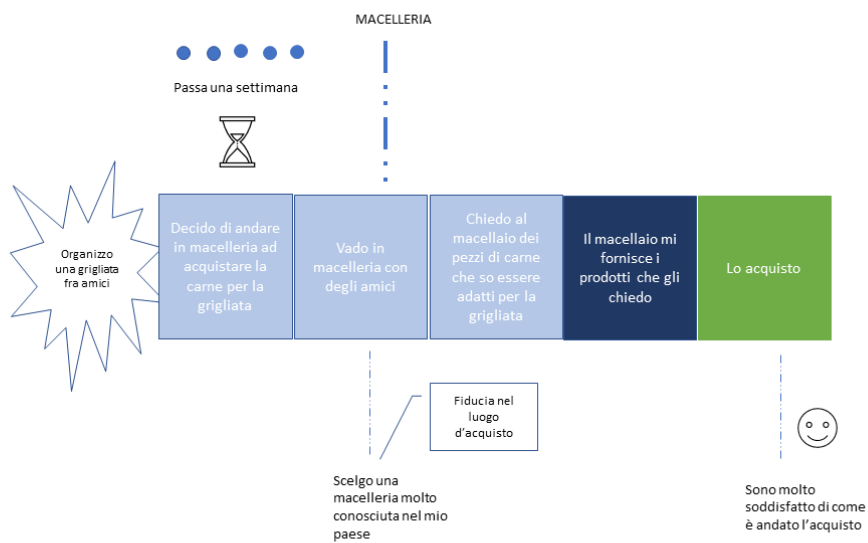 MACELLERIA
Passa una settimana
Organizzo
una grigliata
fra amici
Decido di andare
in macelleria ad
acquistare la
carne per la
grigliata
Vado in
macelleria con
degli amici
Chiedo al
macellaio dei
pezzi di carne
che so essere
adatti per la
grigliata
Il macellaio mi
fornisce i
prodotti che gli
chiedo
Lo acquisto
Fiducia nel
luogo
d’acquisto
Scelgo una
macelleria molto
conosciuta nel mio
paese
Sono molto
soddisfatto di come
è andato l’acquisto